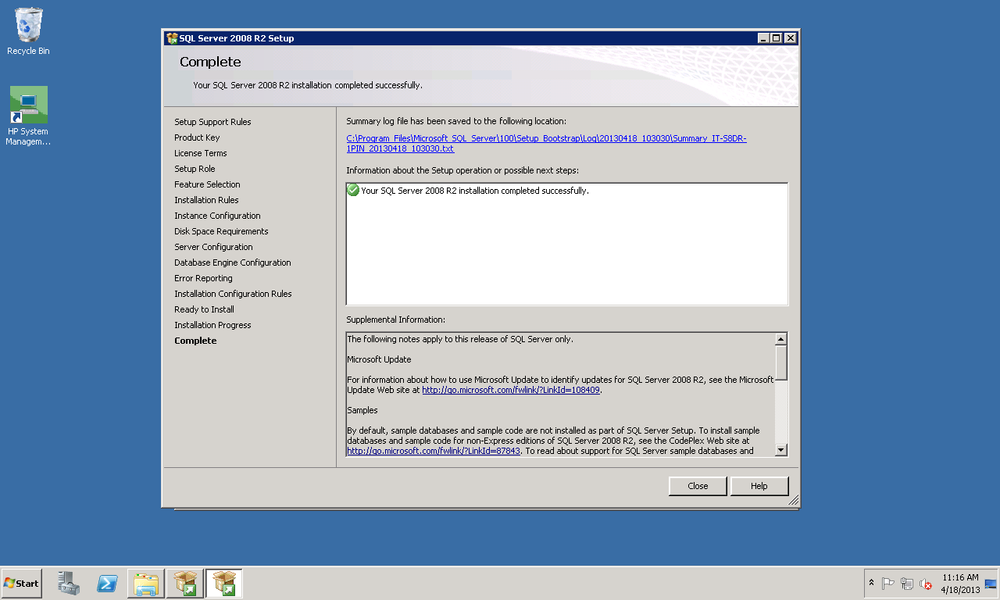 Recycle Bin
HP System
Managem...
SQL Server 2008 R2 Setup
Complete
Your SQL Server 2008 R2 installation completed successfully.
Setup Support Rules
Product Key
License Terms
Setup Role
Feature Selection
Installation Rules
Instance Configuration
Disk Space Requirements
Server Configuration
Database Engine Configuration
Error Reporting
Installation Configuration Rules
Ready to Install
Installation Progress
Complete
Summary log file has been saved to the following location:
C:\Program Files\Microsoft SQL Server\100\Setup Bootstrap\Log\20130418_103030\Summary_IT-S8DR-
1PIN_20130418_103030.txt
Information about the Setup operation or possible next steps:
Your SQL Server 2008 R2 installation completed successfully.
Supplemental Information:
The following notes apply to this release of SQL Server only.
Microsoft Update
For information about how to use Microsoft Update to identify updates for SQL Server 2008 R2, see the Microsoft
Update Web site at http://go.microsoft.com/fwlink/?LinkId=108409.
Samples
By default, sample databases and sample code are not installed as part of SQL Server Setup. To install sample
databases and sample code for non-Express editions of SQL Server 2008 R2, see the CodePlex Web site at
http://go.microsoft.com/fwlink/?LinkId=87843. To read about support for SQL Server sample databases and
Close
Help
Start
11:16 AM
4/18/2013